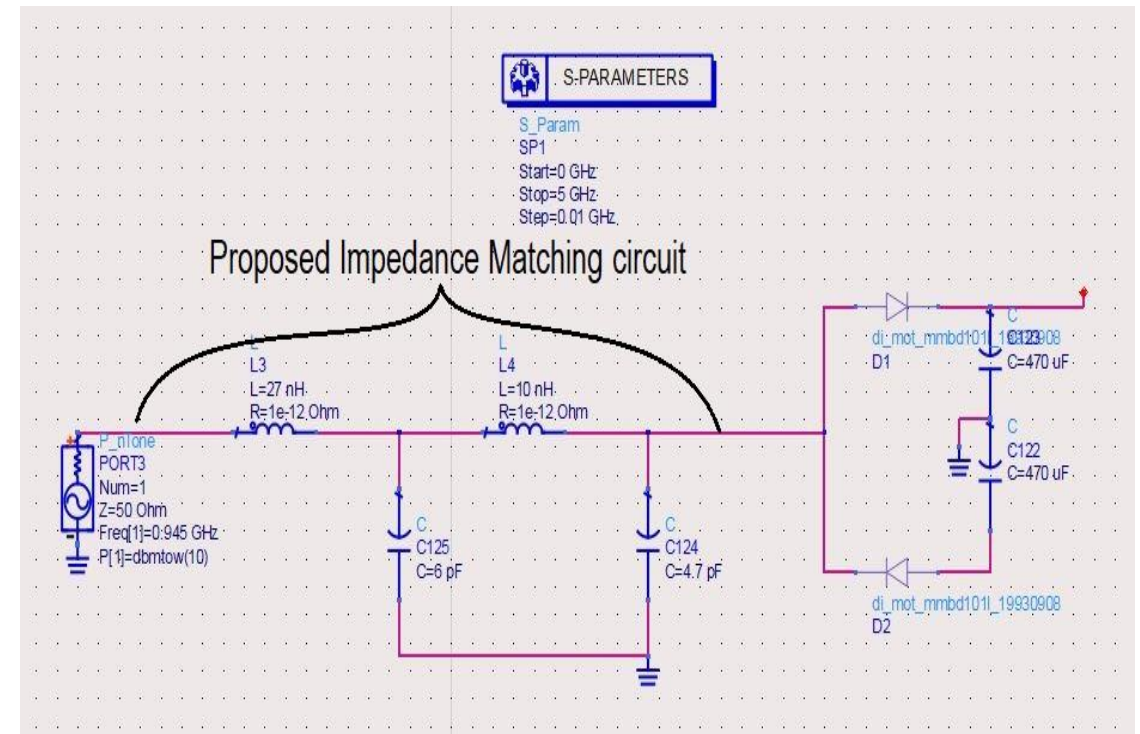 S-PARAMETERS
S_Param
SP1
Start=0 GHz
Stop=5 GHz
Step=0.01 GHz
Proposed Impedance Matching circuit
L
L3
L=27 nH
R=1e-12 Ohm
L
L4
L=10 nH
R=1e-12 Ohm
P_nTone
PORT3
Num=1
Z=50 Ohm
Freq[1]=0.945 GHz
P[1]=dbmtow(10)
C
C125
C=6 pF
C
C124
C=4.7 pF
di_mot_mmbd101l_19930908
D1
C
C123
C=470 uF
C
C122
C=470 uF
di_mot_mmbd101l_19930908
D2